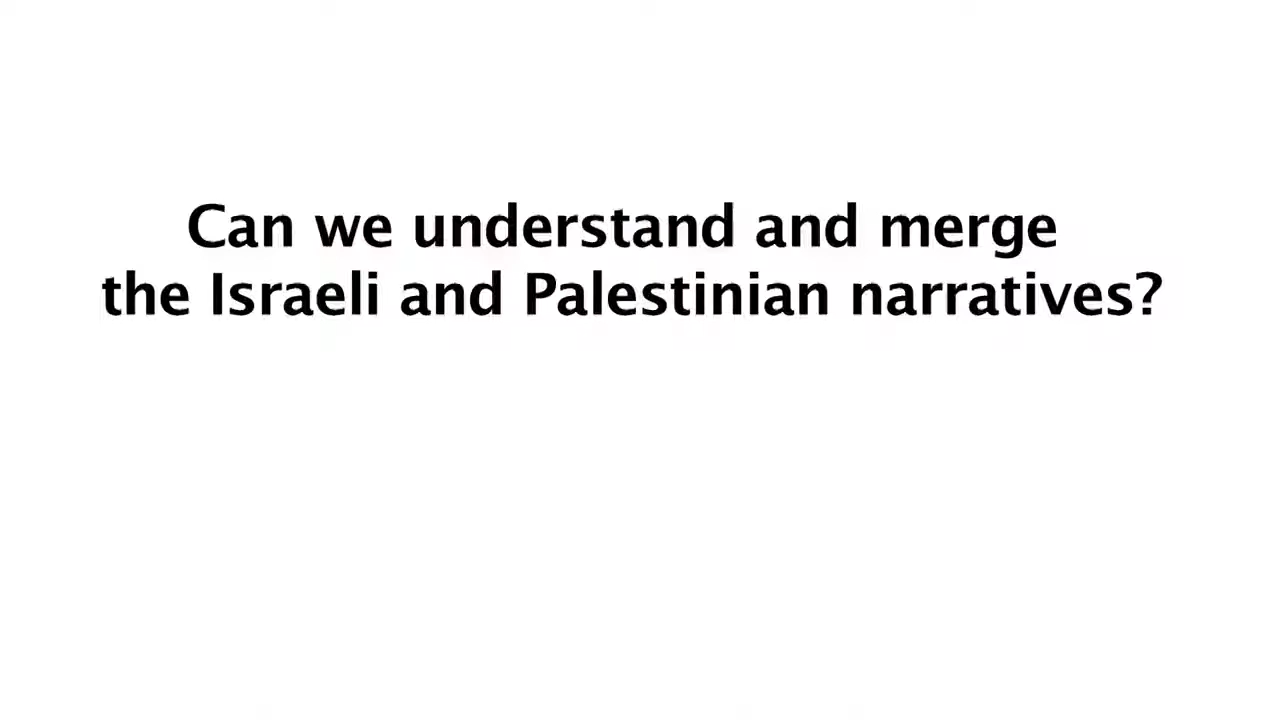 Can we understand and merge
the Israeli and Palestinian narratives?